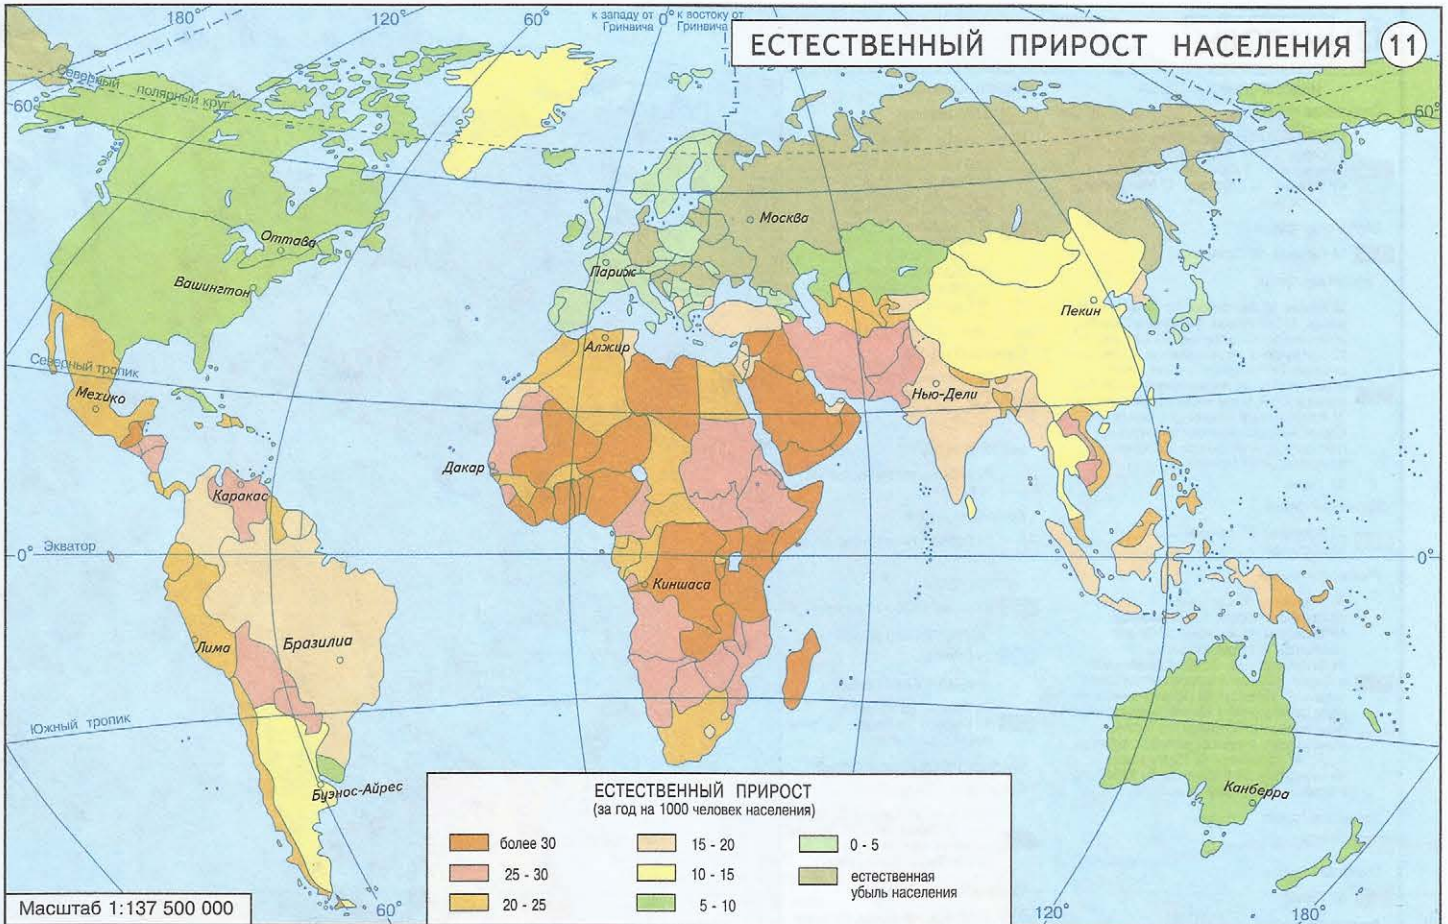 180°
120°
60°
к западу от Гринвича
0°
к востоку от Гринвича
ЕСТЕСТВЕННЫЙ ПРИРОСТ НАСЕЛЕНИЯ
11
Северный полярный круг
60°
60°
Москва
Оттава
Вашингтон
Париж
Пекин
Алжир
Северный тропик
Мехико
Нью-Дели
Дакар
Каракас
0°
Экватор
0°
Киншаса
Лима
Бразилиа
Южный тропик
Буэнос-Айрес
Канберра
ЕСТЕСТВЕННЫЙ ПРИРОСТ
(за год на 1000 человек населения)
более 30
15 - 20
0 - 5
25 - 30
10 - 15
естественная
убыль населения
20 - 25
5 - 10
Масштаб 1:137 500 000
60°
120°
180°